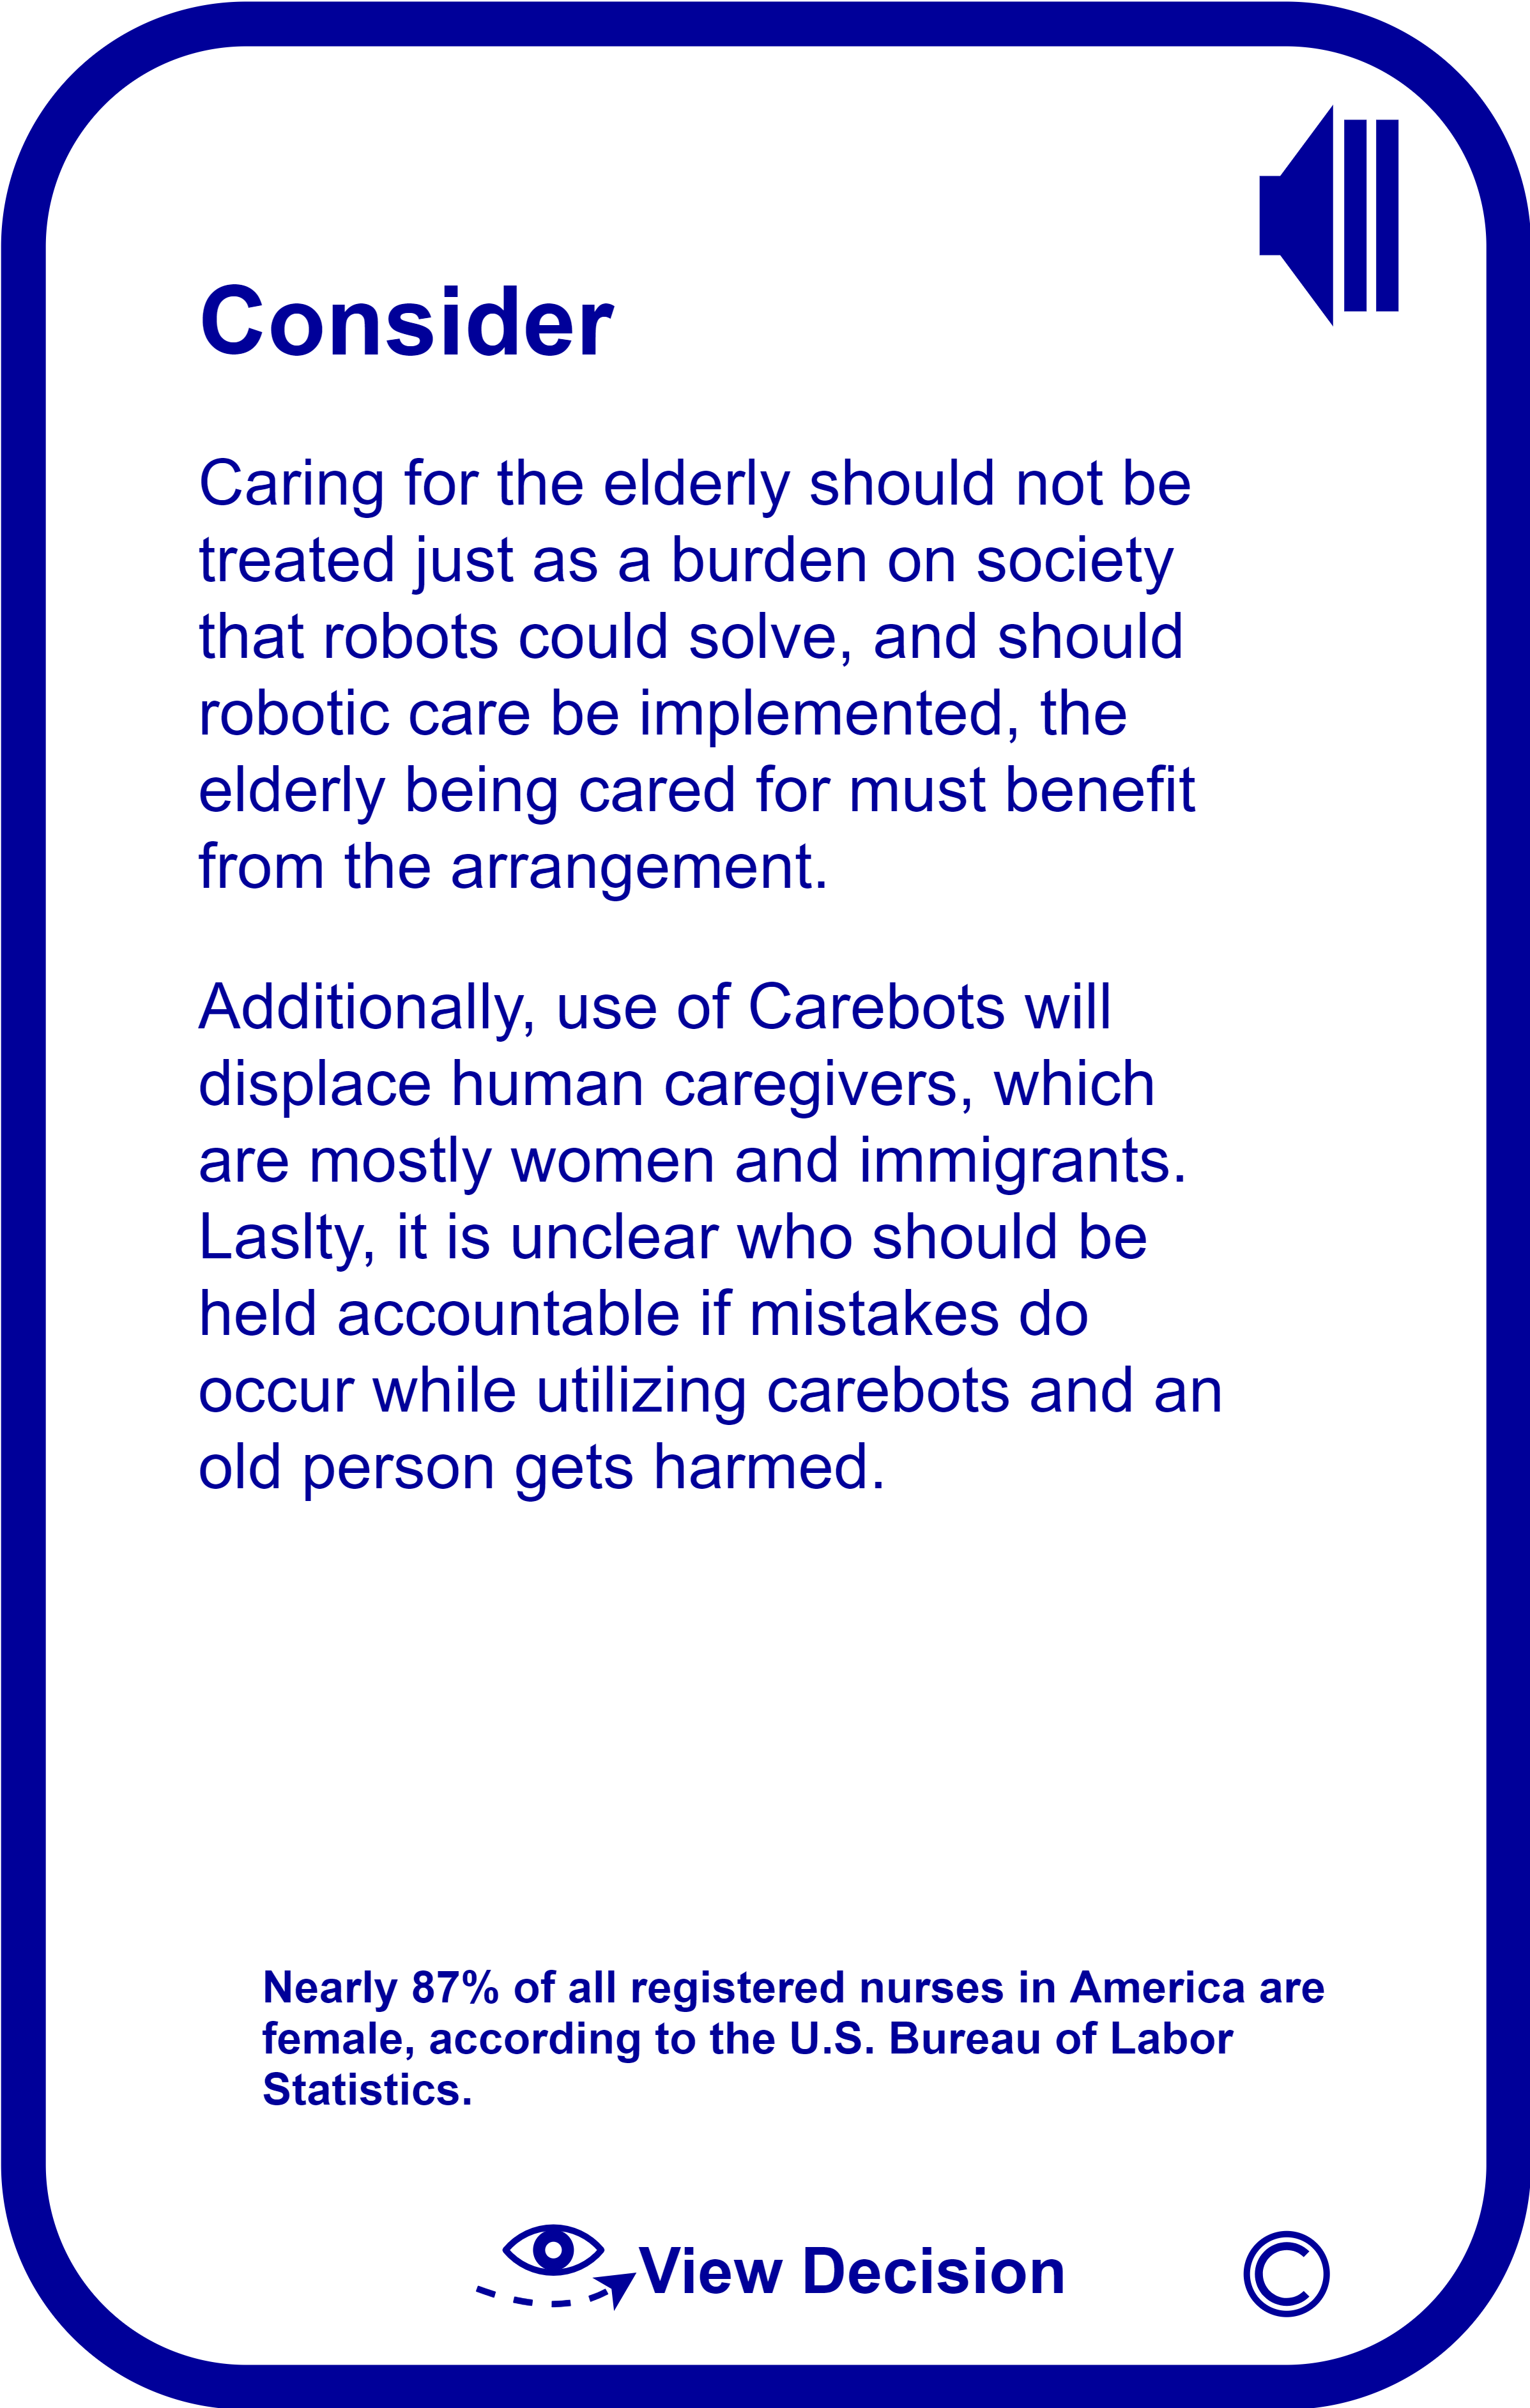 Consider
Caring for the elderly should not be
treated just as a burden on society
that robots could solve, and should
robotic care be implemented, the
elderly being cared for must benefit
from the arrangement.
Additionally, use of Carebots will
displace human caregivers, which
are mostly women and immigrants.
Laslty, it is unclear who should be
held accountable if mistakes do
occur while utilizing carebots and an
old person gets harmed.
Nearly 87% of all registered nurses in America are
female, according to the U.S. Bureau of Labor
Statistics.
View Decision
©